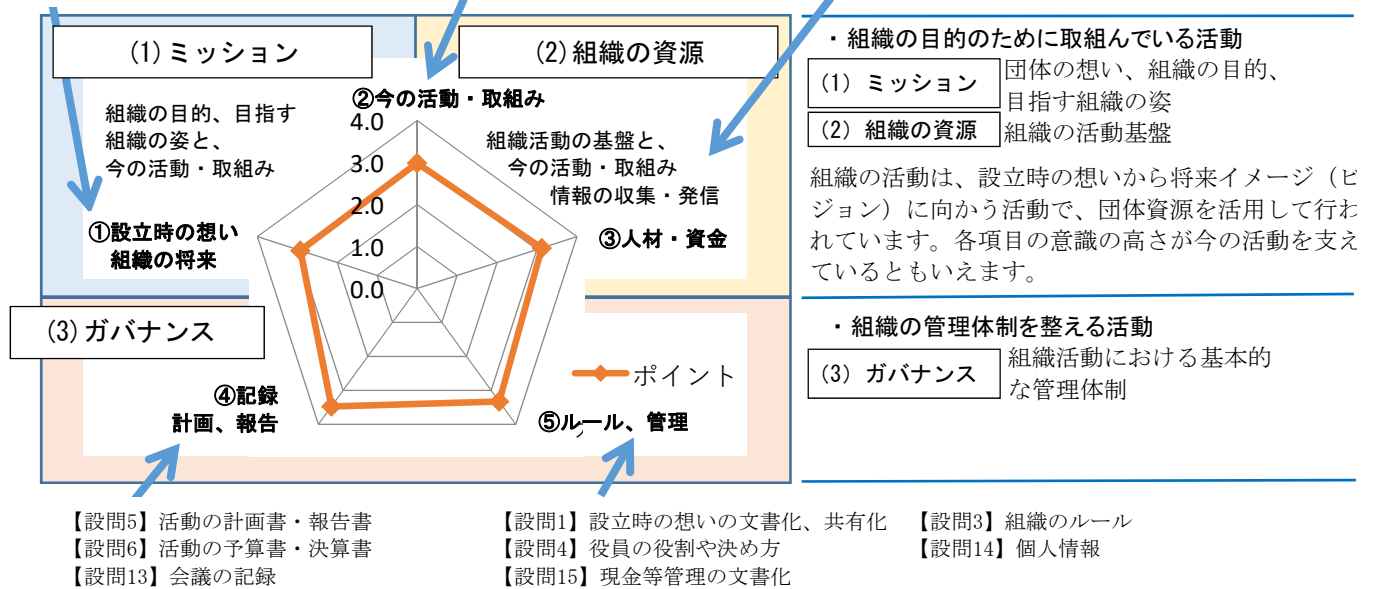 (1)ミッション
(2)組織の資源
②今の活動・取組み
組織の目的、目指す
組織の姿と、
今の活動・取組み
4.0
3.0
2.0
1.0
0.0
組織活動の基盤と、
今の活動・取組み
情報の収集・発信
①設立時の想い
組織の将来
③人材・資金
(3)ガバナンス
ポイント
④記録
計画、報告
⑤ルール、管理
・組織の目的のために取組んでいる活動
(1) ミッション
団体の想い、組織の目的、
目指す組織の姿
(2) 組織の資源
組織の活動基盤
組織の活動は、設立時の想いから将来イメージ（ビ
ジョン）に向かう活動で、団体資源を活用して行わ
れています。各項目の意識の高さが今の活動を支え
ているともいえます。
・組織の管理体制を整える活動
(3) ガバナンス
組織活動における基本的
な管理体制
【設問5】活動の計画書・報告書
【設問6】活動の予算書・決算書
【設問13】会議の記録
【設問1】設立時の想いの文書化、共有化
【設問4】役員の役割や決め方
【設問15】現金等管理の文書化
【設問3】組織のルール
【設問14】個人情報